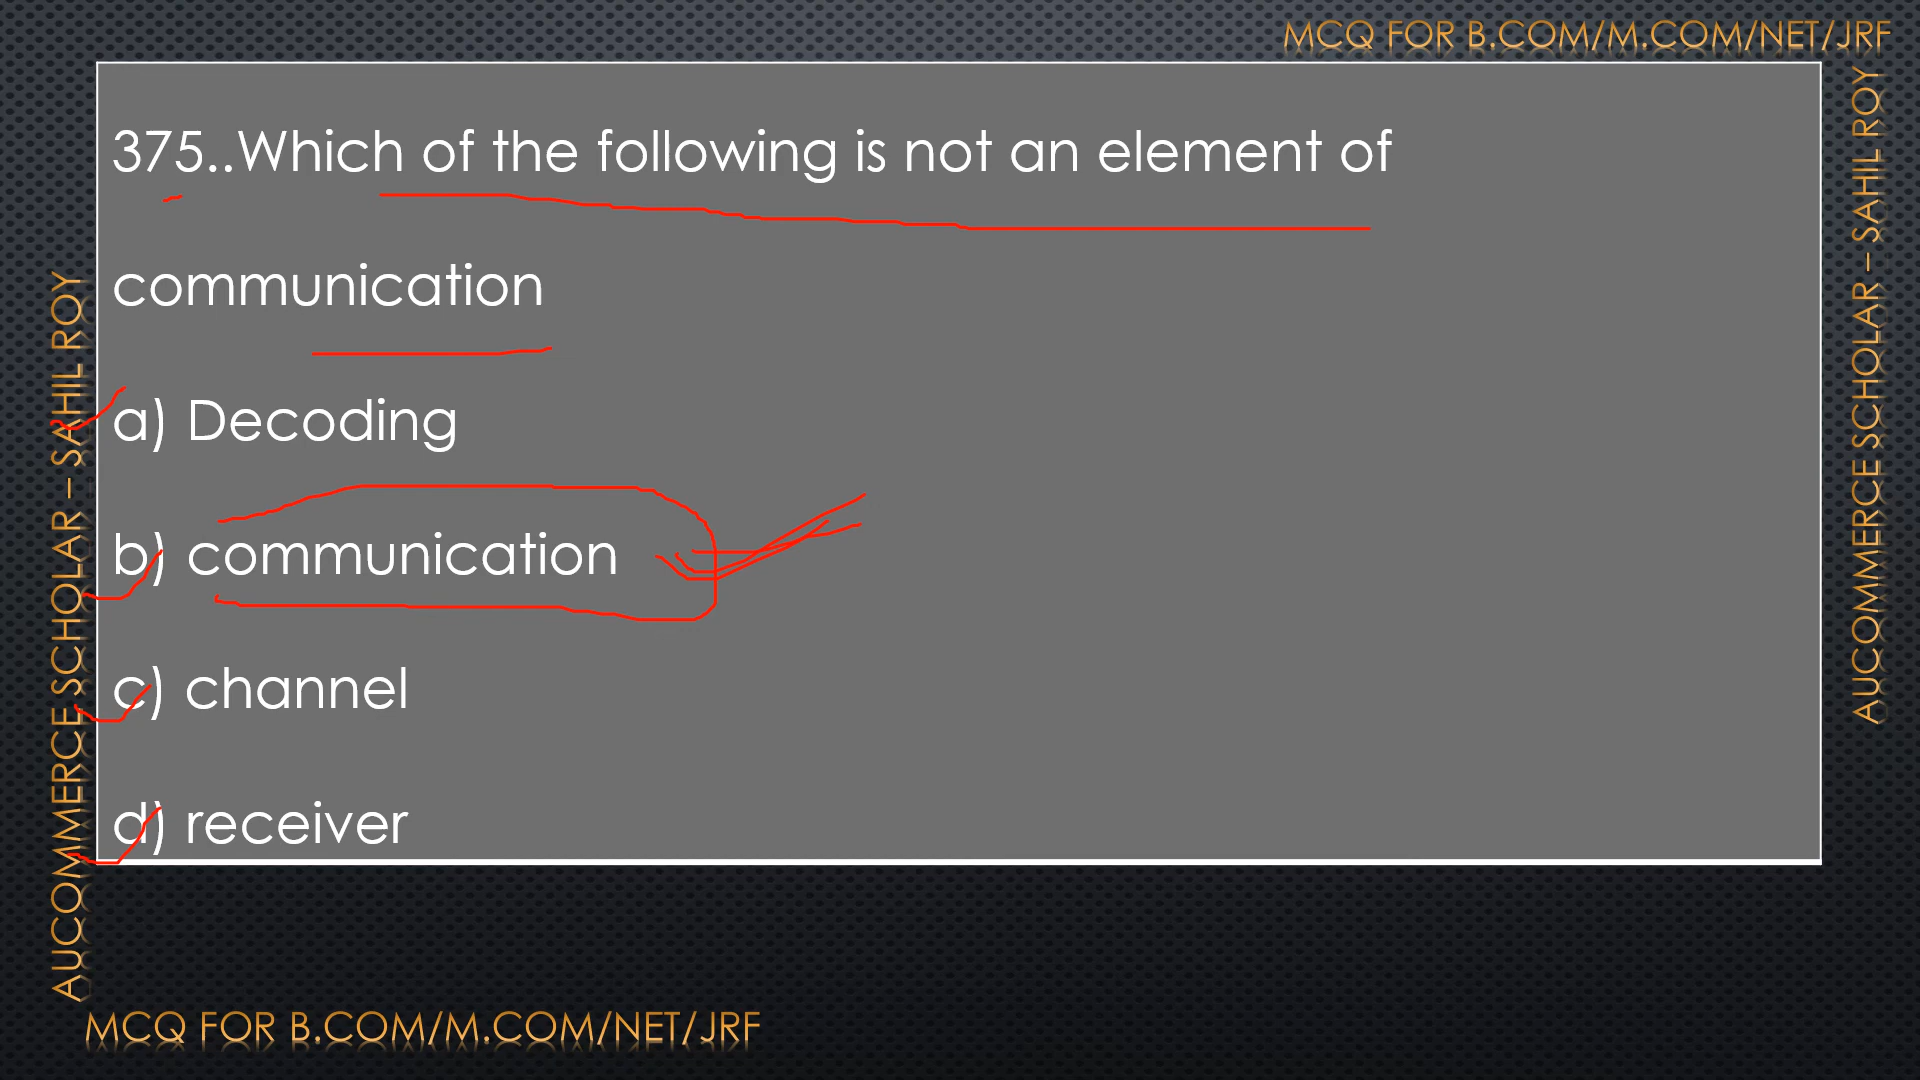 MCQ FOR B.COM/M.COM/NET/JRF
375..Which of the following is not an element of
communication
a) Decoding
b) communication
c) channel
d) receiver
AUCOMMERCE SCHOLAR – SAHIL ROY
AUCOMMERCE SCHOLAR – SAHIL ROY
MCQ FOR B.COM/M.COM/NET/JRF